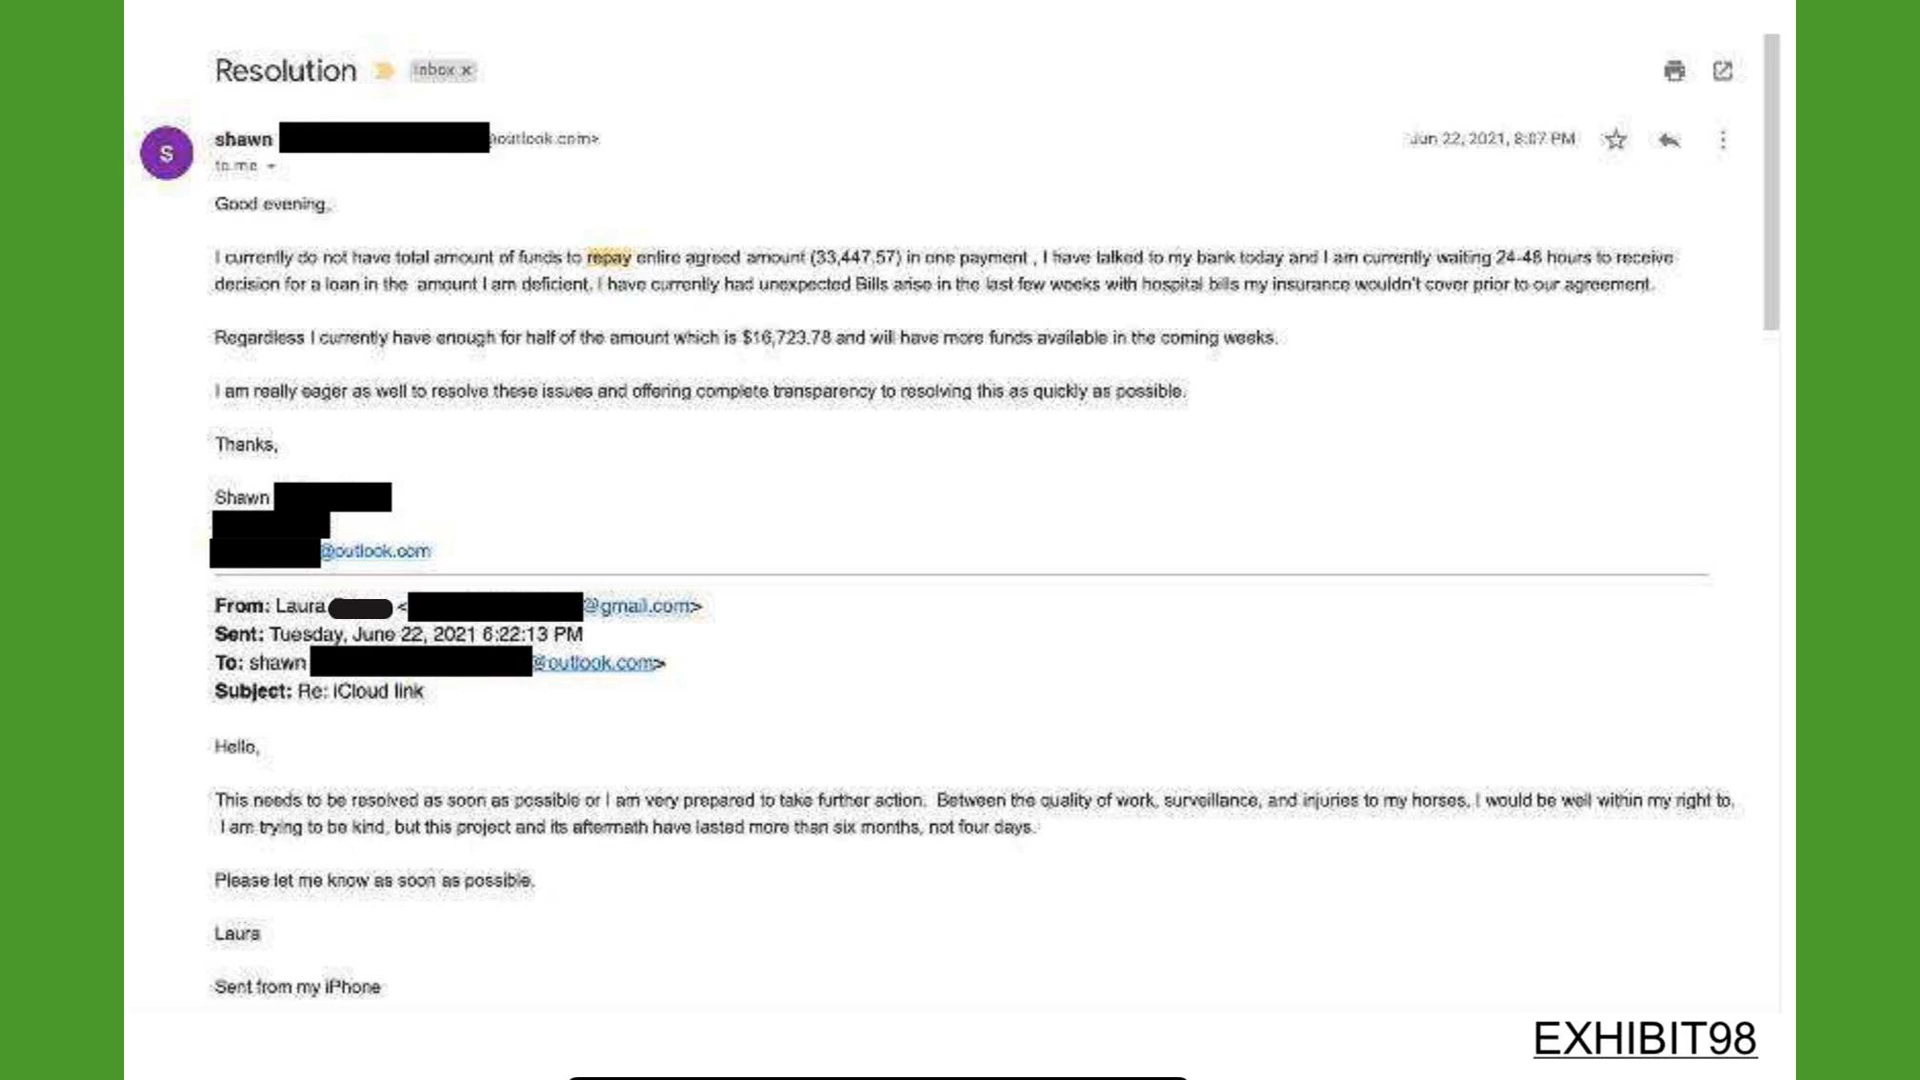 Resolution Inbox x
shawn @outlook.com>
Jun 22, 2021, 8:07 PM
S
to me
Good evening,
I currently do not have total amount of funds to repay entire agreed amount (33,447.57) in one payment , I have talked to my bank today and I am currently waiting 24-48 hours to receive
decision for a loan in the amount I am deficient. I have currently had unexpected Bills arise in the last few weeks with hospital bills my insurance wouldn't cover prior to our agreement.
Regardless I currently have enough for half of the amount which is $16,723.78 and will have more funds available in the coming weeks.
I am really eager as well to resolve these issues and offering complete transparency to resolving this as quickly as possible.
Thanks,
Shawn
@outlook.com
From: Laura < @gmail.com>
Sent: Tuesday, June 22, 2021 6:22:13 PM
To: shawn @outlook.com>
Subject: Re: iCloud link
Hello,
This needs to be resolved as soon as possible or I am very prepared to take further action. Between the quality of work, surveillance, and injuries to my horses, I would be well within my right to.
I am trying to be kind, but this project and its aftermath have lasted more than six months, not four days.
Please let me know as soon as possible.
Laura
Sent from my iPhone
EXHIBIT98